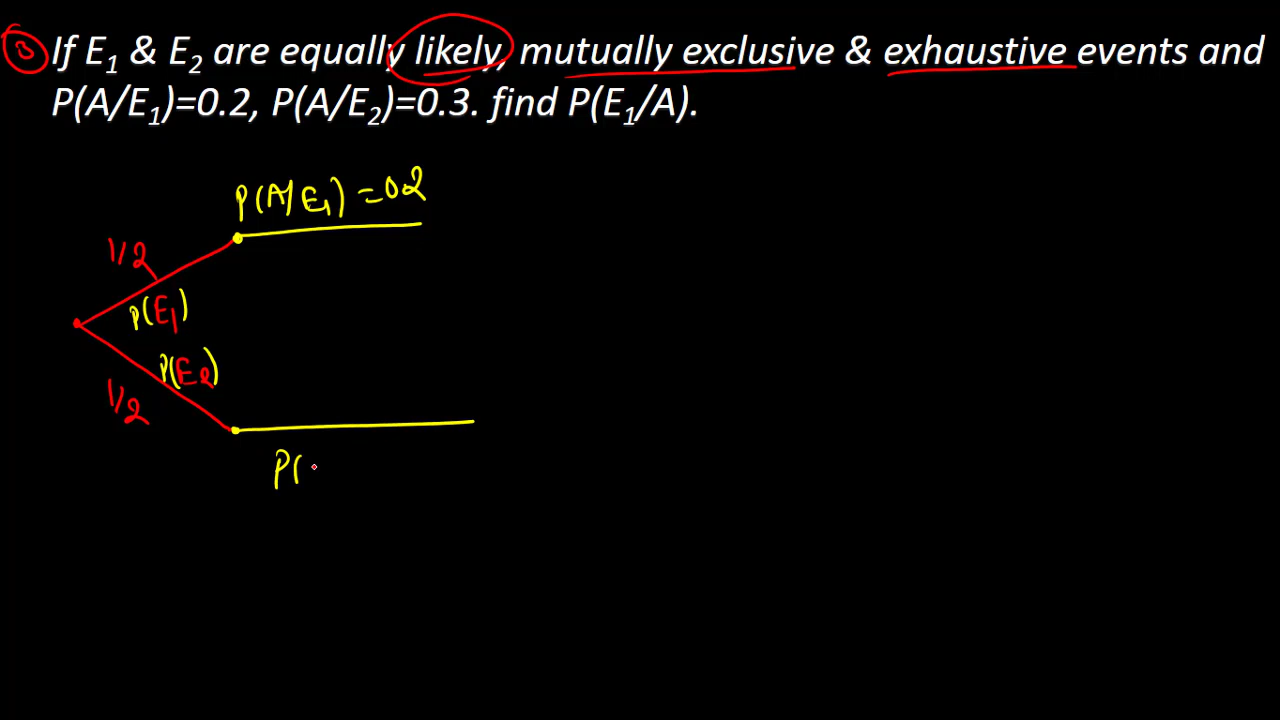 ③ If E₁ & E₂ are equally likely, mutually exclusive & exhaustive events and
P(A/E₁)=0.2, P(A/E₂)=0.3. find P(E₁/A).
P(A/E₁) = 0.2
1/2
P(E₁)
P(E₂)
1/2
P(